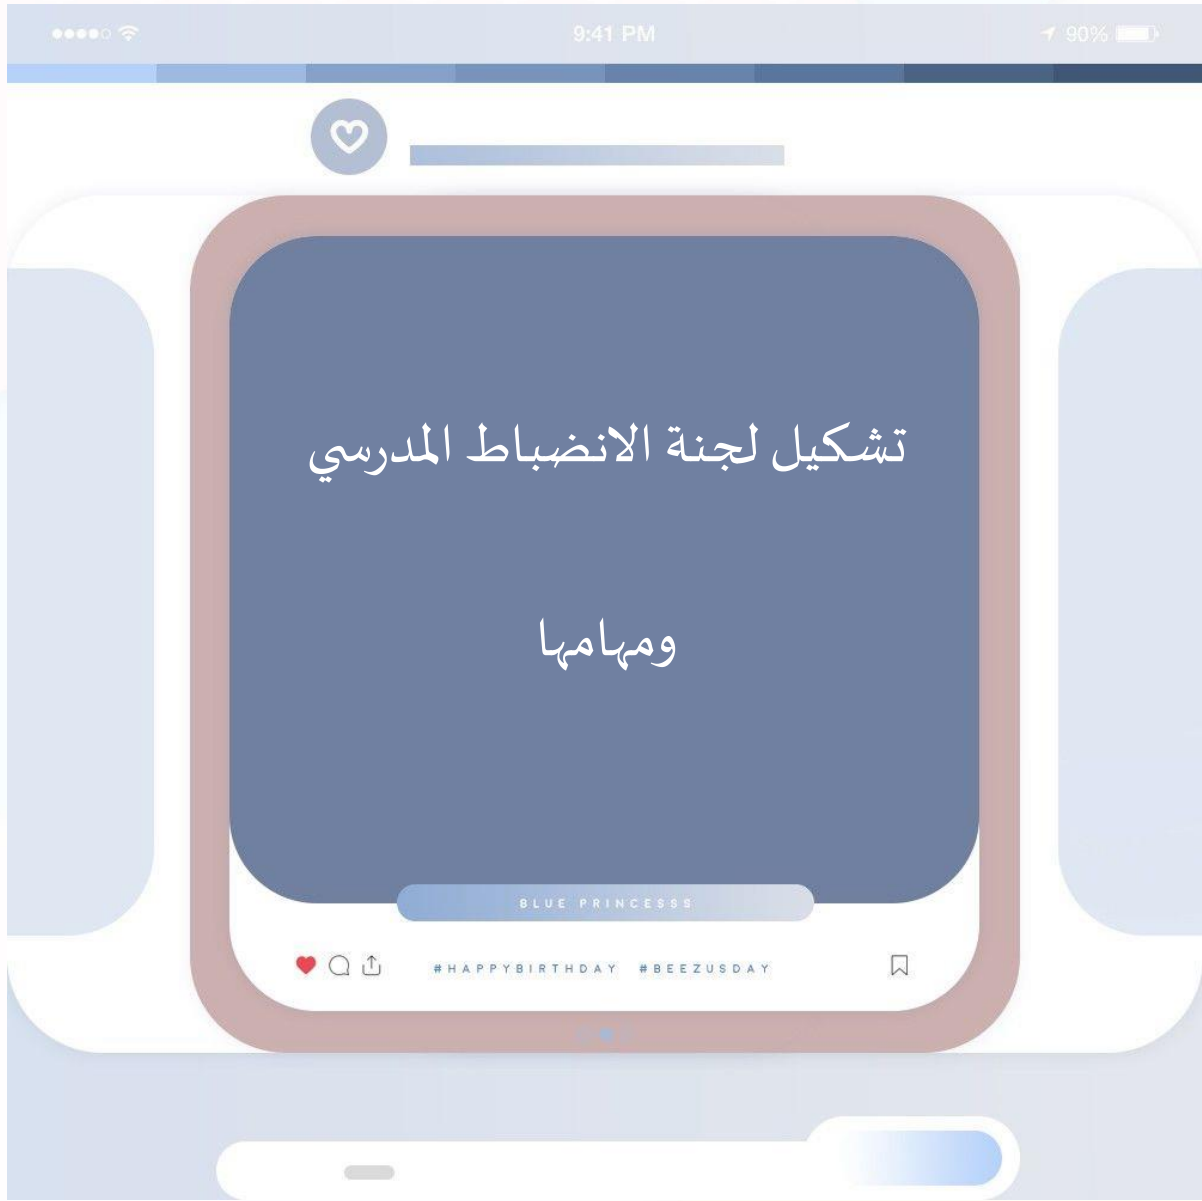 9:41 PM
90%
تشكيل لجنة الانضباط المدرسي
ومهامها
BLUE PRINCESSS
#HAPPYBIRTHDAY #BEEZUSDAY